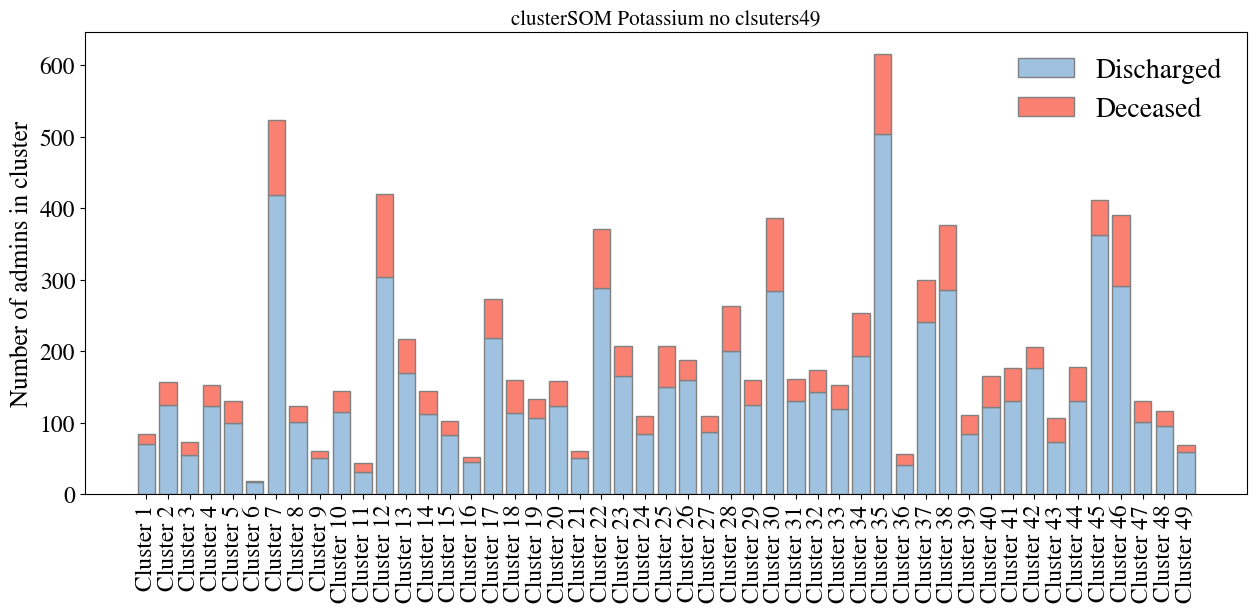 clusterSOM Potassium no clsuters49
Number of admins in cluster
600
500
400
300
200
100
0
Discharged
Deceased
Cluster 1
Cluster 2
Cluster 3
Cluster 4
Cluster 5
Cluster 6
Cluster 7
Cluster 8
Cluster 9
Cluster 10
Cluster 11
Cluster 12
Cluster 13
Cluster 14
Cluster 15
Cluster 16
Cluster 17
Cluster 18
Cluster 19
Cluster 20
Cluster 21
Cluster 22
Cluster 23
Cluster 24
Cluster 25
Cluster 26
Cluster 27
Cluster 28
Cluster 29
Cluster 30
Cluster 31
Cluster 32
Cluster 33
Cluster 34
Cluster 35
Cluster 36
Cluster 37
Cluster 38
Cluster 39
Cluster 40
Cluster 41
Cluster 42
Cluster 43
Cluster 44
Cluster 45
Cluster 46
Cluster 47
Cluster 48
Cluster 49